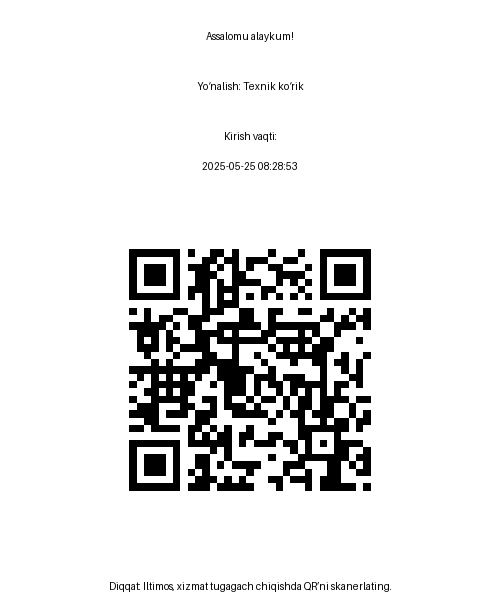 Assalomu alaykum!
Yo‘nalish: Texnik ko‘rik
Kirish vaqti:
2025-05-25 08:28:53
Diqqat: Iltimos, xizmat tugagach chiqishda QR'ni skanerlating.